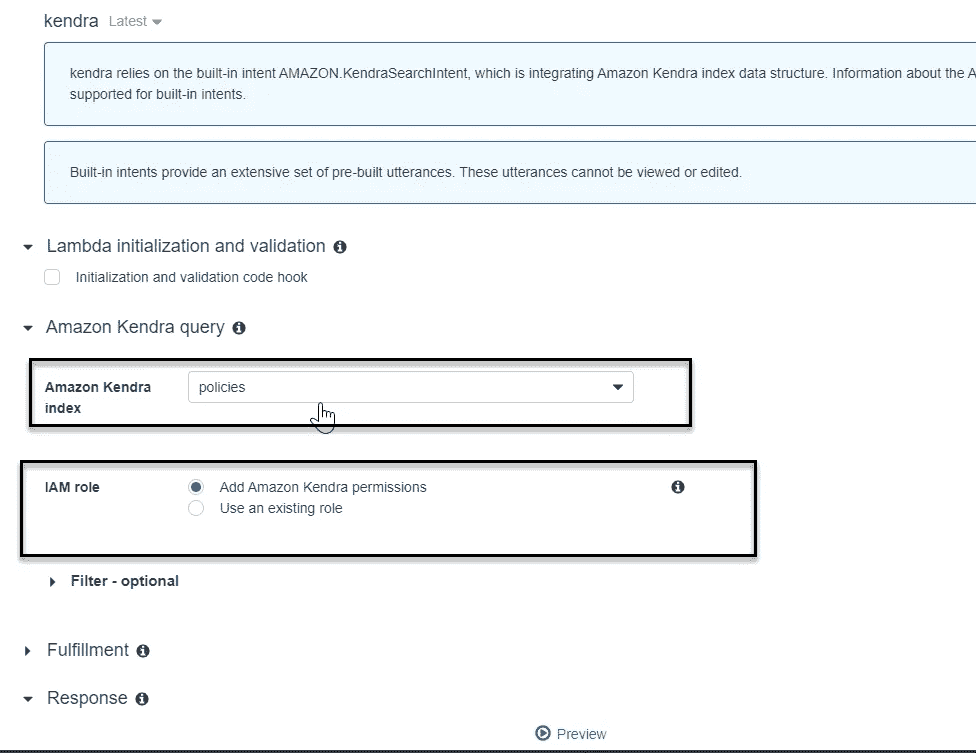 kendra Latest
kendra relies on the built-in intent AMAZON.KendraSearchIntent, which is integrating Amazon Kendra index data structure. Information about the A
supported for built-in intents.
Built-in intents provide an extensive set of pre-built utterances. These utterances cannot be viewed or edited.
Lambda initialization and validation
Initialization and validation code hook
Amazon Kendra query
Amazon Kendra policies
index
IAM role Add Amazon Kendra permissions
Use an existing role
Filter - optional
Fulfillment
Response
Preview